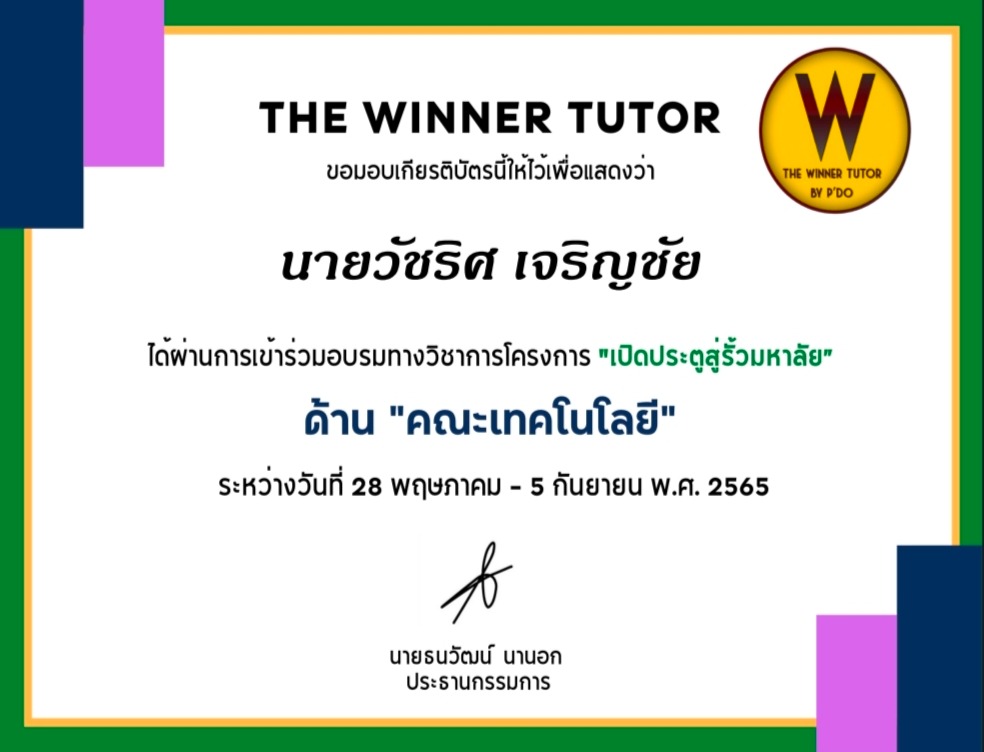 THE WINNER TUTOR
ขอมอบเกียรติบัตรนี้ให้ไว้เพื่อแสดงว่า
W
THE WINNER TUTOR
BY P'DO
นายวัชริศ เจริญชัย
ได้ผ่านการเข้าร่วมอบรมทางวิชาการโครงการ "เปิดประตูสู่รั้วมหาลัย"
ด้าน "คณะเทคโนโลยี"
ระหว่างวันที่ 28 พฤษภาคม - 5 กันยายน พ.ศ. 2565
นายธนวัฒน์ นานอก
ประธานกรรมการ